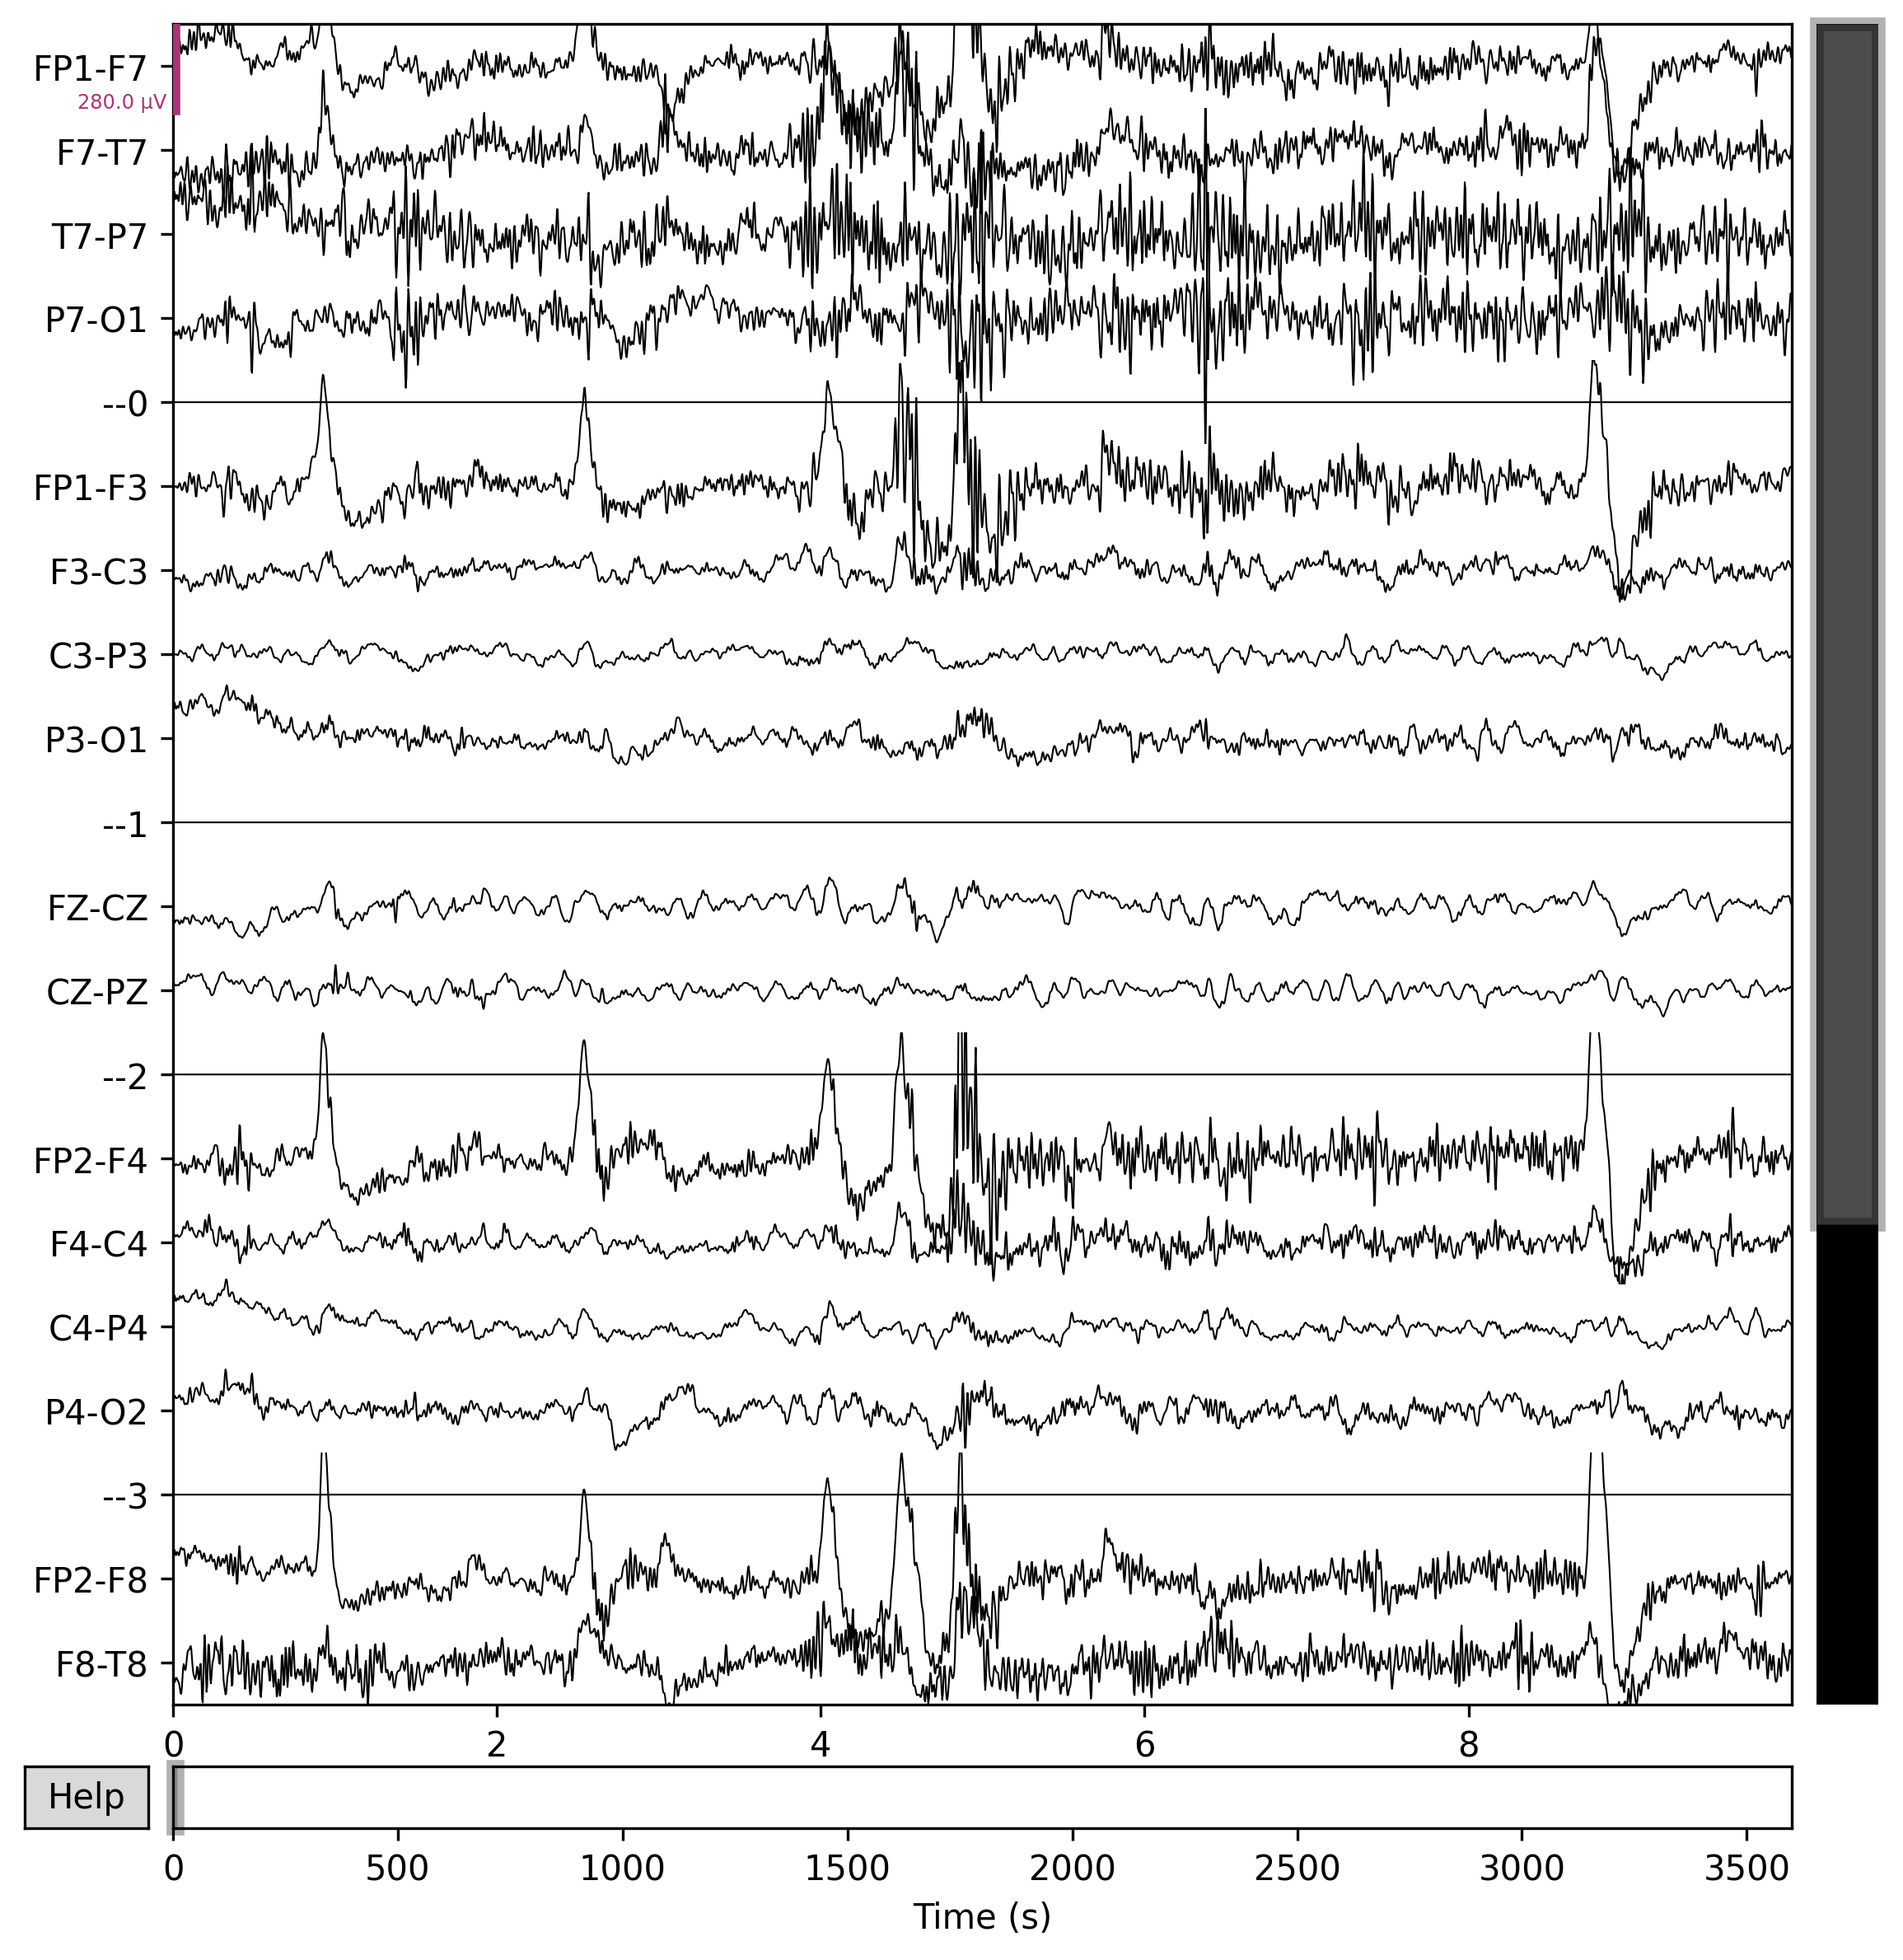 FP1-F7
280.0 µV
F7-T7
T7-P7
P7-O1
--0
FP1-F3
F3-C3
C3-P3
P3-O1
--1
FZ-CZ
CZ-PZ
--2
FP2-F4
F4-C4
C4-P4
P4-O2
--3
FP2-F8
F8-T8
0 2 4 6 8
Help
0 500 1000 1500 2000 2500 3000 3500
Time (s)